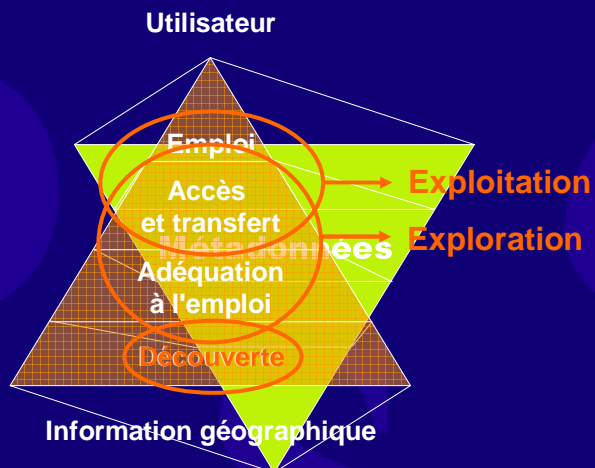 Utilisateur
Emploi
Exploitation
Accès
et transfert
Exploration
Métadonnées
Adéquation
à l'emploi
Découverte
Information géographique